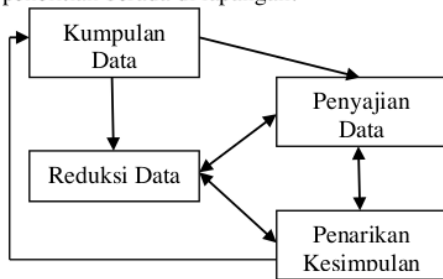 Kumpulan
Data
Penyajian
Data
Reduksi Data
Penarikan
Kesimpulan